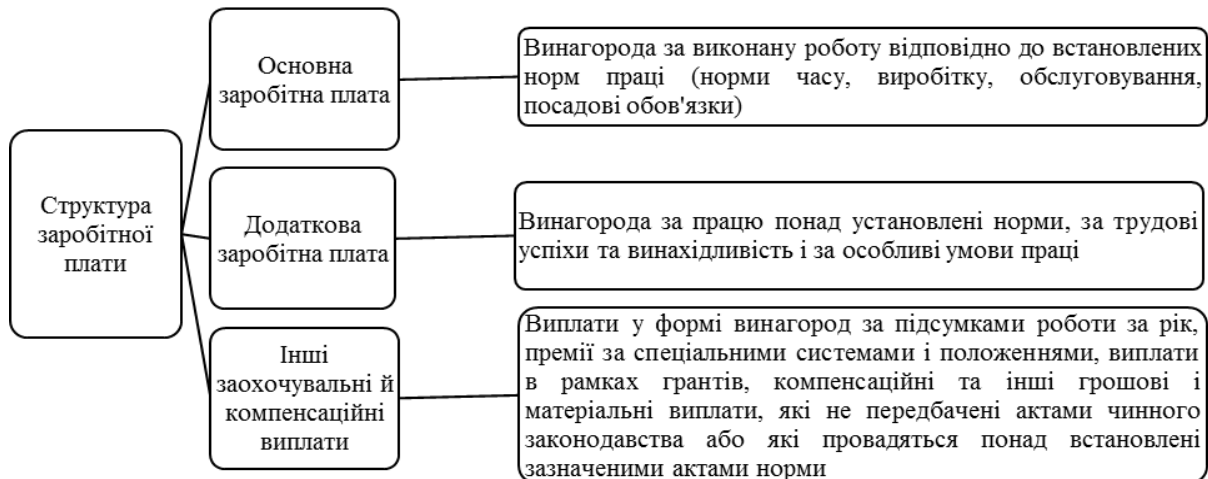 Структура
заробітної
плати
Основна
заробітна плата
Винагорода за виконану роботу відповідно до встановлених
норм праці (норми часу, виробітку, обслуговування,
посадові обов'язки)
Додаткова
заробітна плата
Винагорода за працю понад установлені норми, за трудові
успіхи та винахідливість і за особливі умови праці
Інші
заохочувальні й
компенсаційні
виплати
Виплати у формі винагород за підсумками роботи за рік,
премії за спеціальними системами і положеннями, виплати
в рамках грантів, компенсаційні та інші грошові і
матеріальні виплати, які не передбачені актами чинного
законодавства або які провадяться понад встановлені
зазначеними актами норми